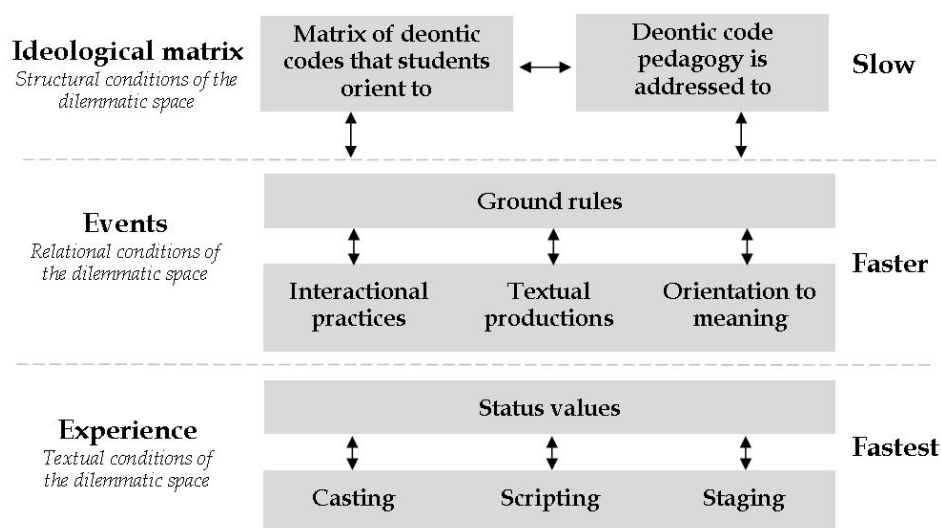 Ideological matrix
Structural conditions of the
dilemmatic space
Matrix of deontic
codes that students
orient to
Deontic code
pedagogy is
addressed to
Slow
Events
Relational conditions of
the dilemmatic space
Ground rules
Interactional
practices
Textual
productions
Orientation to
meaning
Faster
Experience
Textual conditions of
the dilemmatic space
Status values
Casting
Scripting
Staging
Fastest